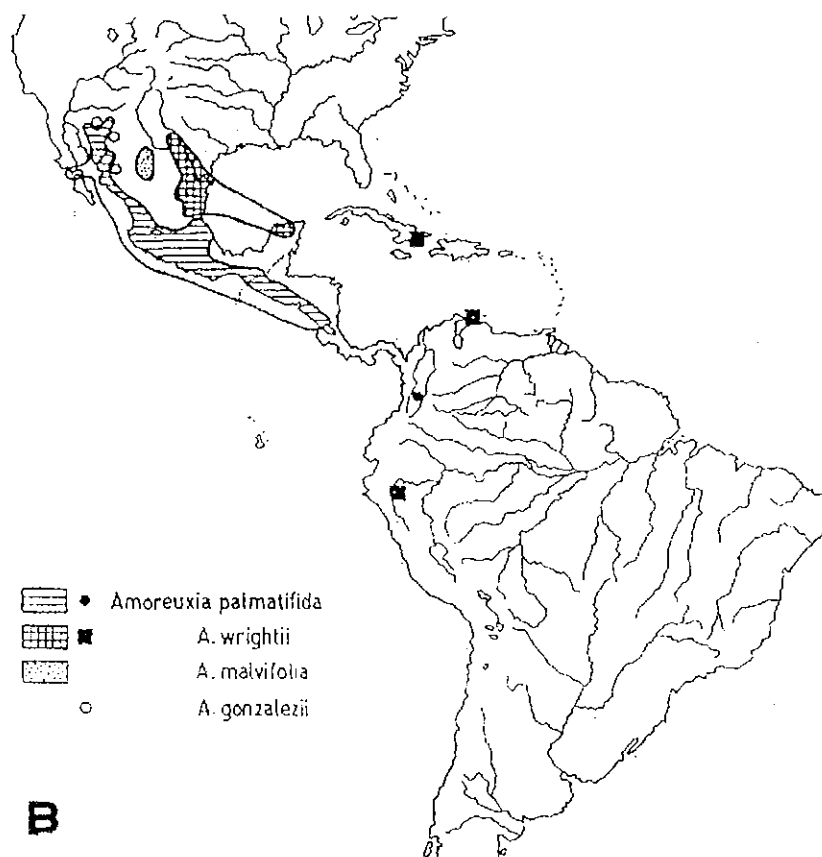 Amoreuxia palmatifida
A. wrightii
A. malvifolia
A. gonzalezii
B